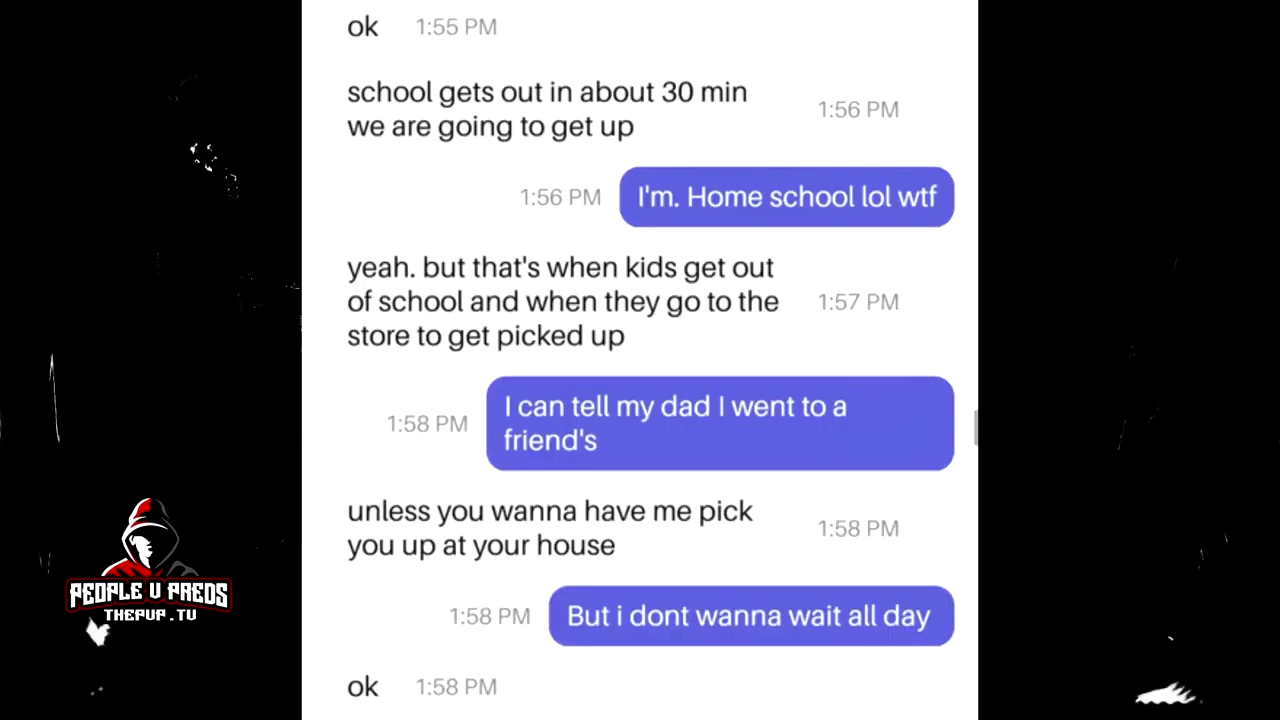 ok 1:55 PM
school gets out in about 30 min
we are going to get up
1:56 PM
1:56 PM I'm. Home school lol wtf
yeah. but that's when kids get out
of school and when they go to the
store to get picked up
1:57 PM
1:58 PM
I can tell my dad I went to a
friend's
unless you wanna have me pick
you up at your house
1:58 PM
1:58 PM But i dont wanna wait all day
ok 1:58 PM
PEOPLE V PREDS
THEPVP.TV